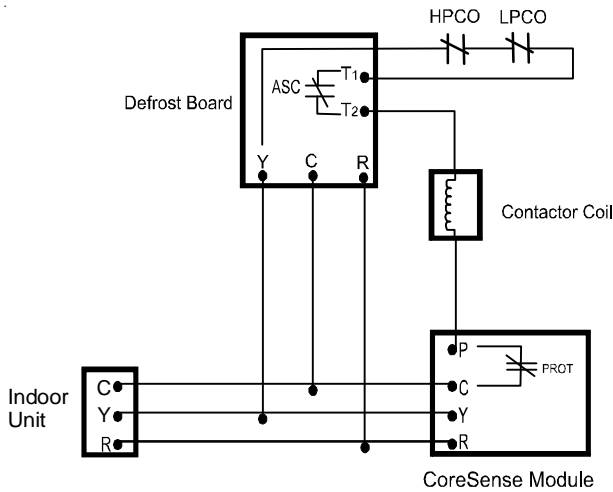 HPCO LPCO
T1
ASC
T2
Defrost Board
Y C R
Contactor Coil
P
PROT
C C
Indoor
Unit
Y Y
R R
CoreSense Module